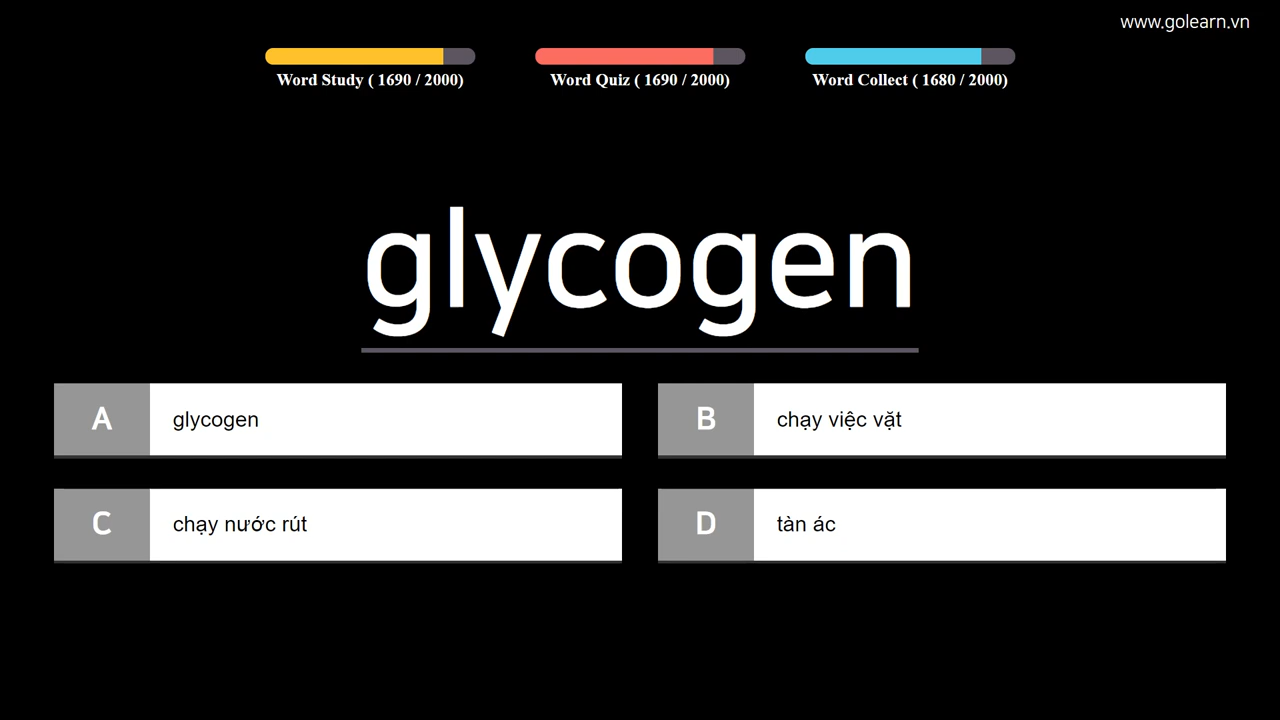 www.golearn.vn
Word Study ( 1690 / 2000)
Word Quiz ( 1690 / 2000)
Word Collect ( 1680 / 2000)
glycogen
A glycogen
B chạy việc vặt
C chạy nước rút
D tàn ác